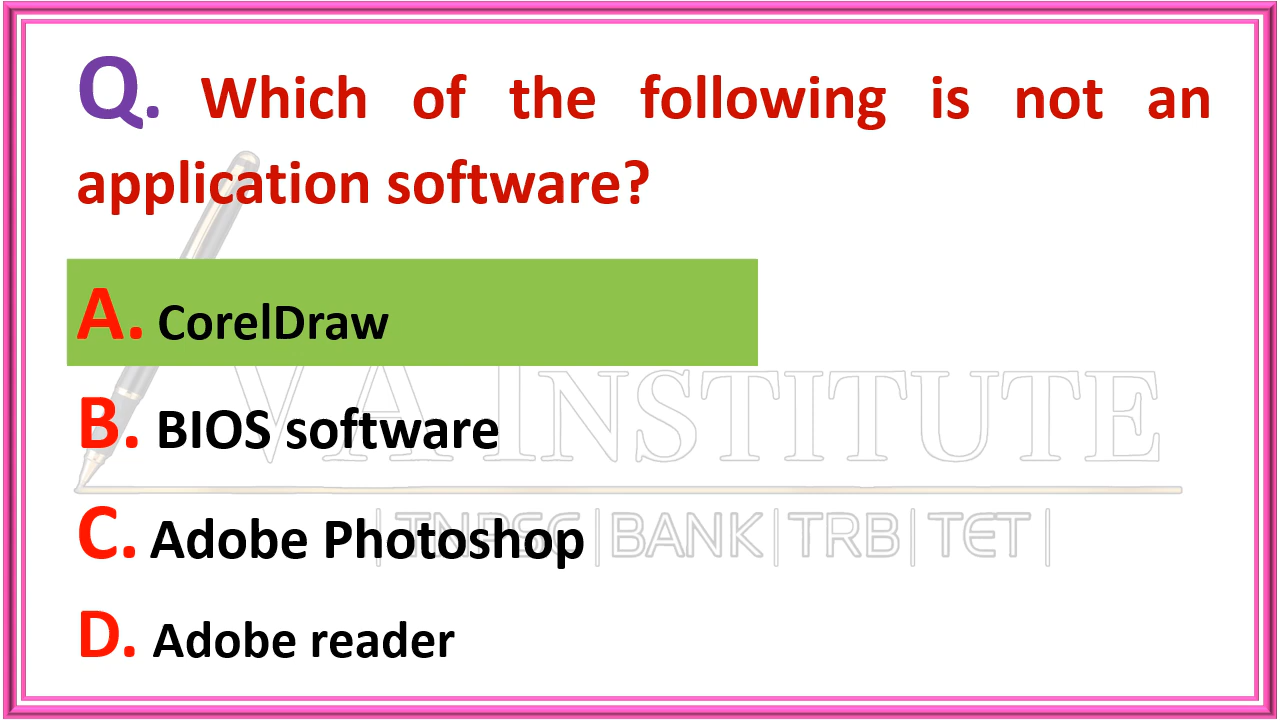 Q. Which of the following is not an
application software?
A. CorelDraw
B. BIOS software
VA INSTITUTE
C. Adobe Photoshop
|TNPSC|BANK|TRB|TET|
D. Adobe reader